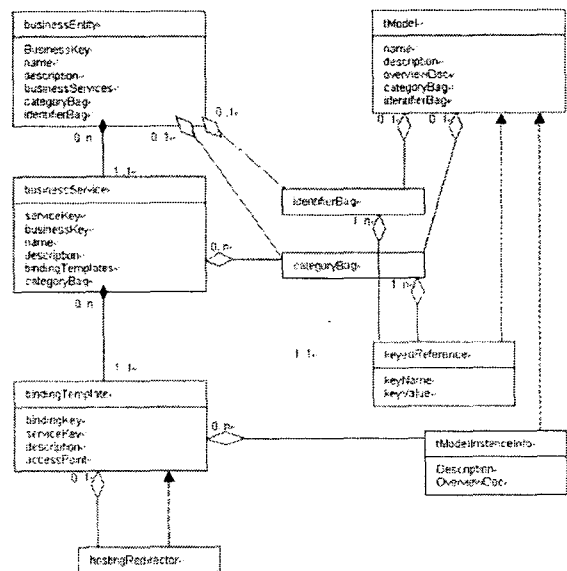 businessEntity
BusinessKey
name
description
businessServices
categoryBag
identifierBag
0..n
0..1
0..1
1..1
tModel
name
description
overviewDoc
categoryBag
identifierBag
0..1
0..1
businessService
serviceKey
businessKey
name
description
bindingTemplates
categoryBag
0..n
0..n
1..1
identifierBag
1..n
categoryBag
1..n
1..1
keyedReference
keyName
keyValue
bindingTemplate
bindingKey
serviceKey
description
accessPoint
0..n
0..1
tModelInstanceInfo
Description
OverviewDoc
hostingRedirector